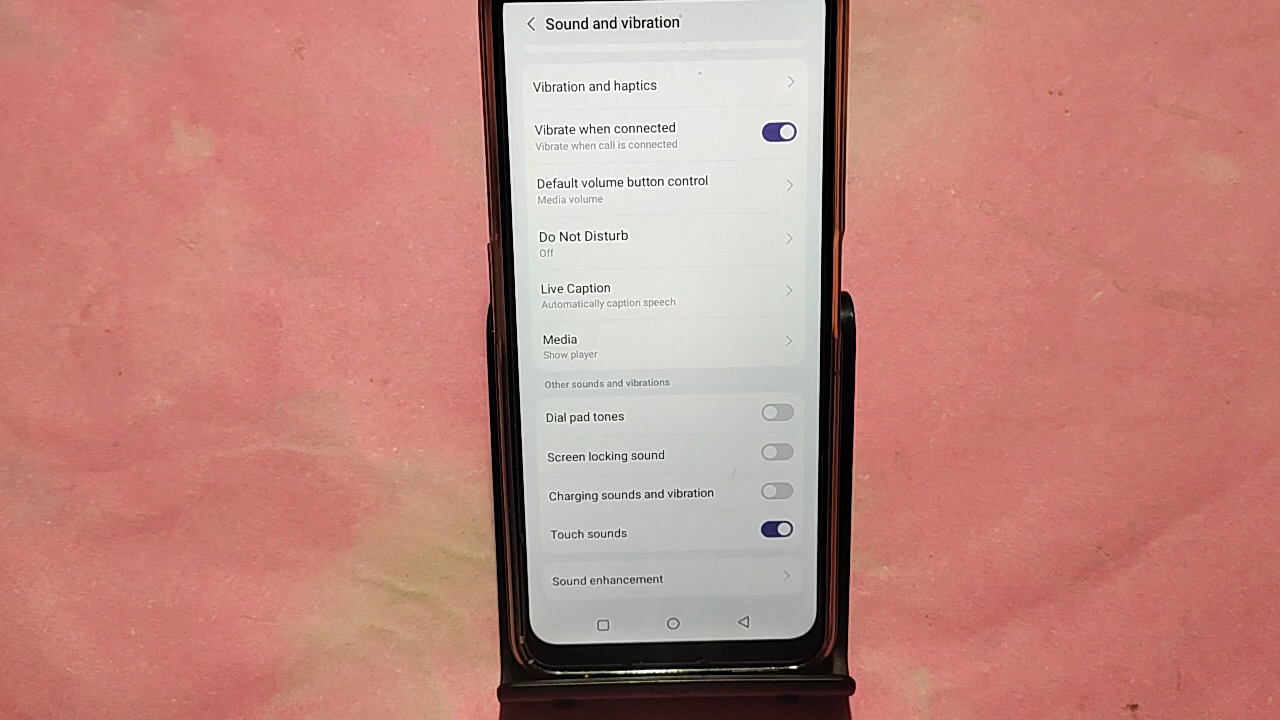 Sound and vibration
Vibration and haptics
Vibrate when connected
Vibrate when call is connected
Default volume button control
Media volume
Do Not Disturb
Off
Live Caption
Automatically caption speech
Media
Show player
Other sounds and vibrations
Dial pad tones
Screen locking sound
Charging sounds and vibration
Touch sounds
Sound enhancement